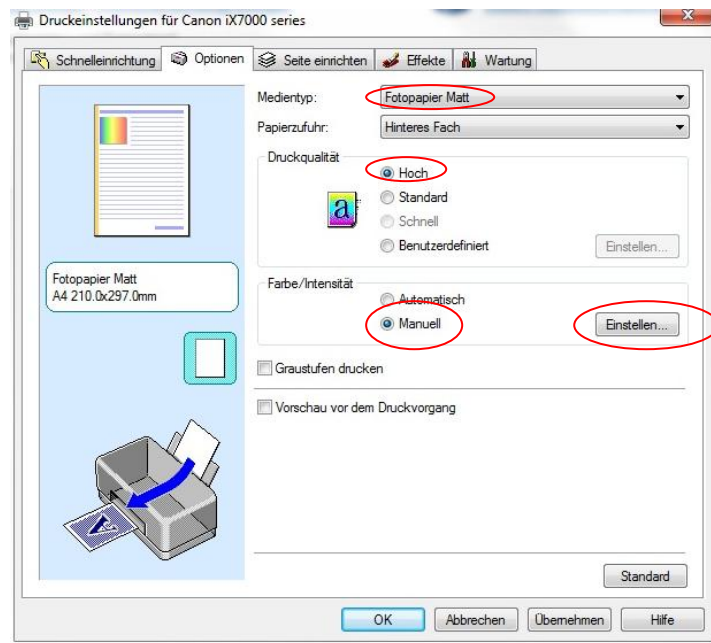 Druckeinstellungen für Canon iX7000 series
Schnelleinrichtung Optionen Seite einrichten Effekte Wartung
Medientyp: Fotopapier Matt
Papierzufuhr: Hinteres Fach
Druckqualität
Hoch
a Standard
Schnell
Benutzerdefiniert Einstellen...
Fotopapier Matt
A4 210.0x297.0mm
Farbe/Intensität
Automatisch
Manuell Einstellen...
Graustufen drucken
Vorschau vor dem Druckvorgang
A
Standard
OK Abbrechen Übernehmen Hilfe